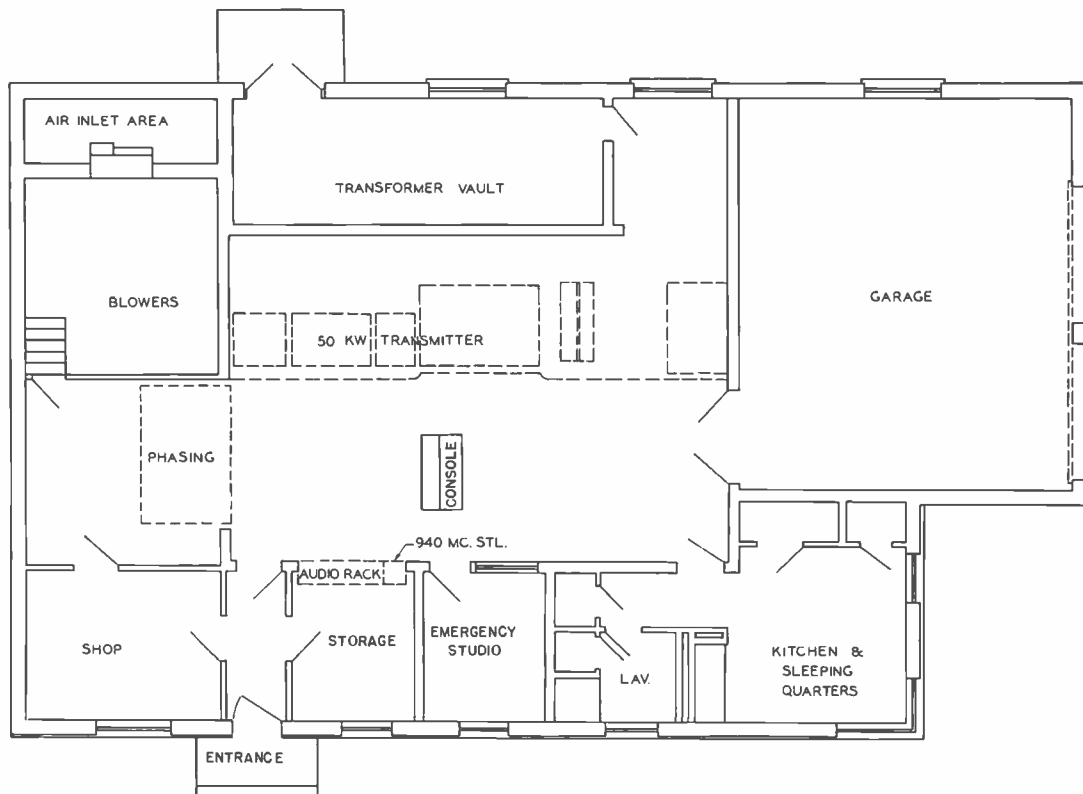 AIR INLET AREA
TRANSFORMER VAULT
BLOWERS
GARAGE
50 KW TRANSMITTER
PHASING
CONSOLE
940 MC. STL.
AUDIO RACK
SHOP
STORAGE
EMERGENCY
STUDIO
LAV.
KITCHEN &
SLEEPING
QUARTERS
ENTRANCE